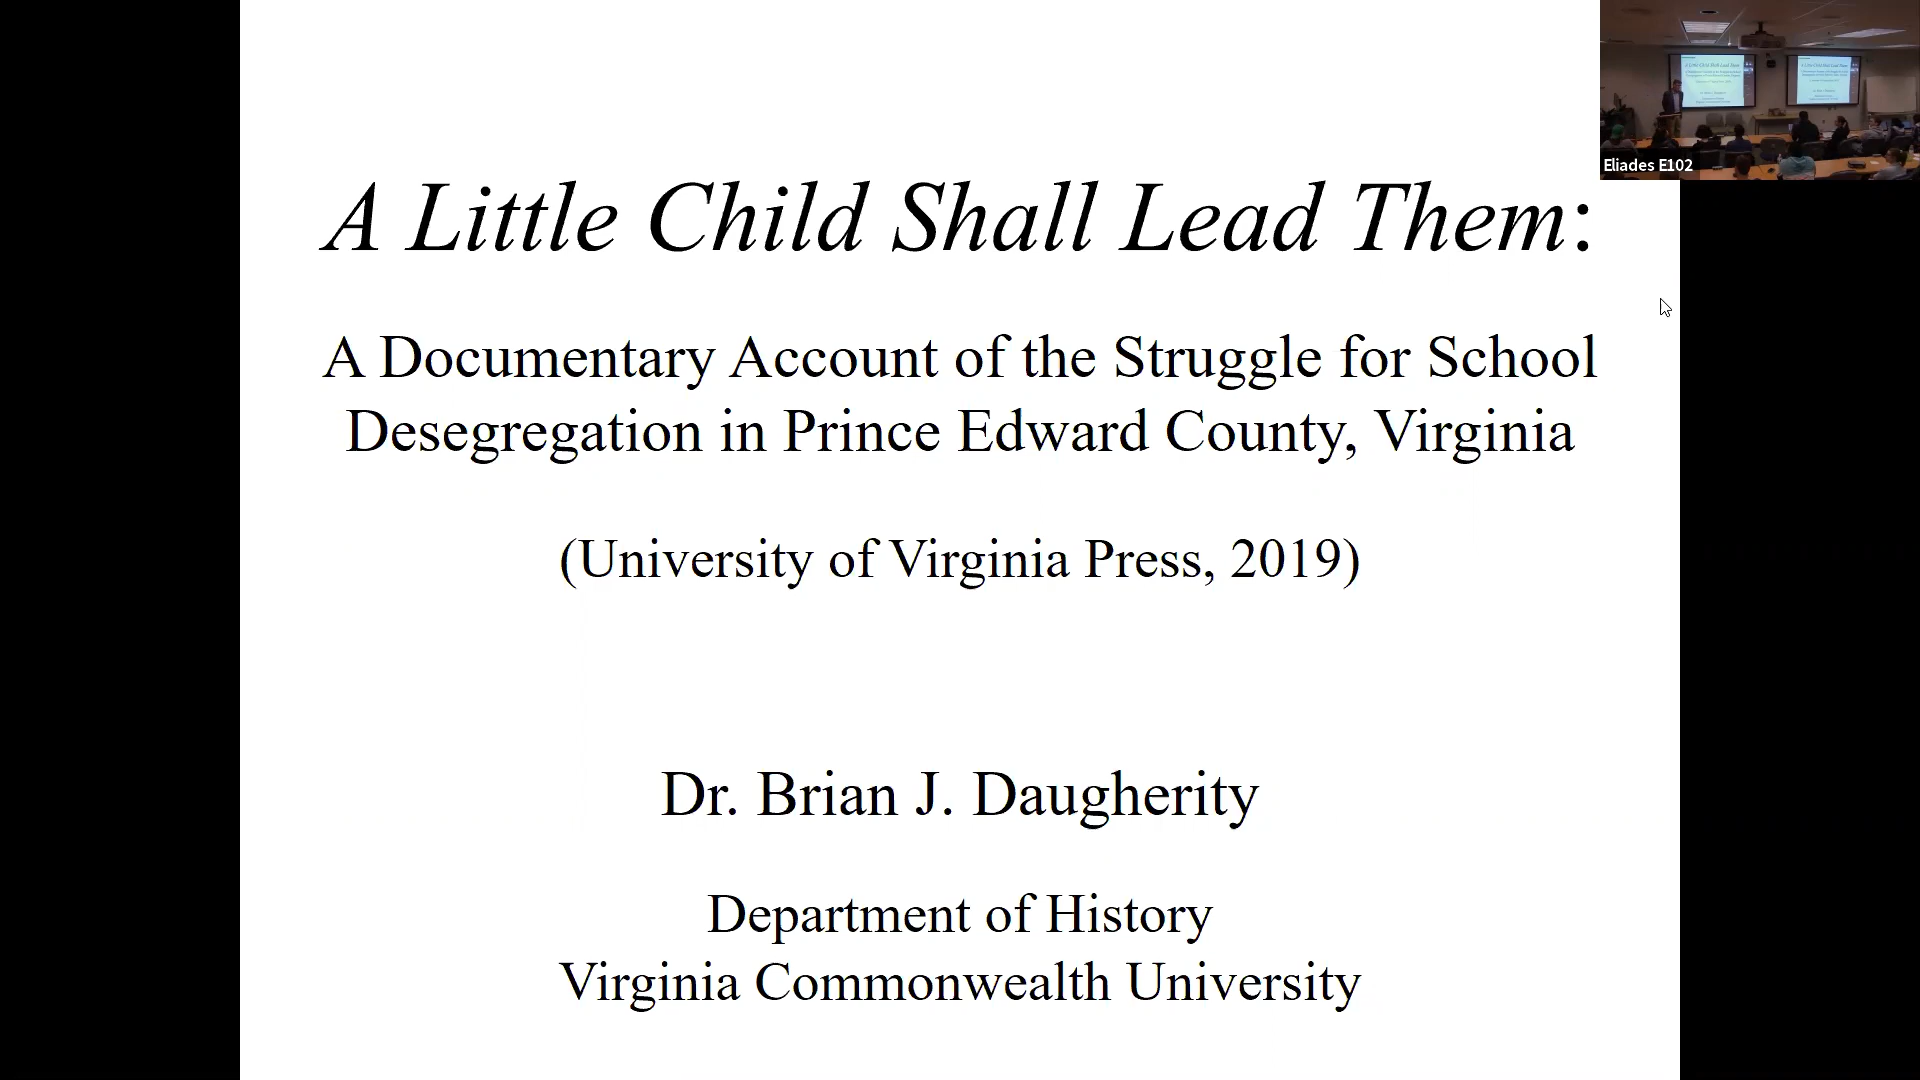 A Little Child Shall Lead Them:
A Documentary Account of the Struggle for School
Desegregation in Prince Edward County, Virginia
(University of Virginia Press, 2019)
Dr. Brian J. Daugherity
Department of History
Virginia Commonwealth University
Eliades E102